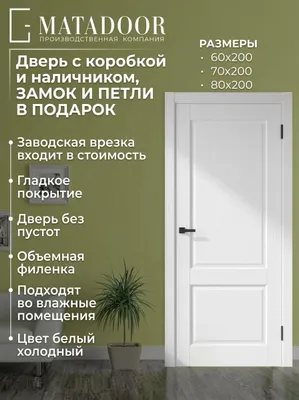 MATADOOR
ПРОИЗВОДСТВЕННАЯ КОМПАНИЯ
Дверь с коробкой
и наличником,
ЗАМОК И ПЕТЛИ
В ПОДАРОК
РАЗМЕРЫ
• 60х200
• 70х200
• 80х200
• Заводская врезка
входит в стоимость
• Гладкое
покрытие
• Дверь без
пустот
• Объемная
филенка
• Подходят
во влажные
помещения
• Цвет белый
холодный